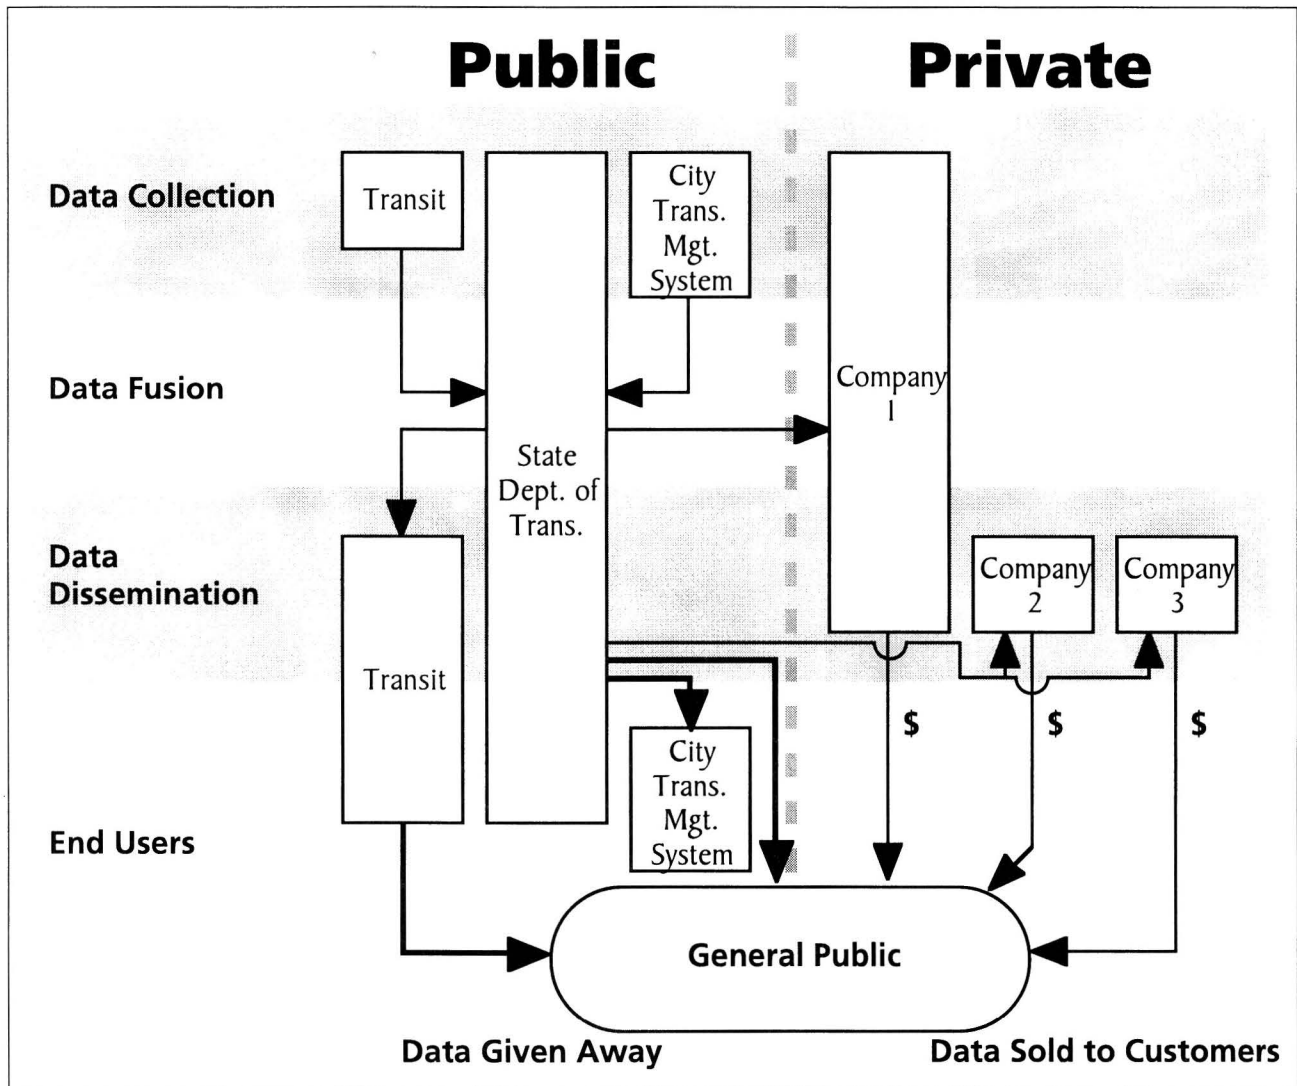 Public
Private
Data Collection
Transit
City
Trans.
Mgt.
System
Data Fusion
Company
1
State
Dept. of
Trans.
Data
Dissemination
Company
2
Company
3
Transit
$
$
$
City
Trans.
Mgt.
System
End Users
General Public
Data Given Away
Data Sold to Customers